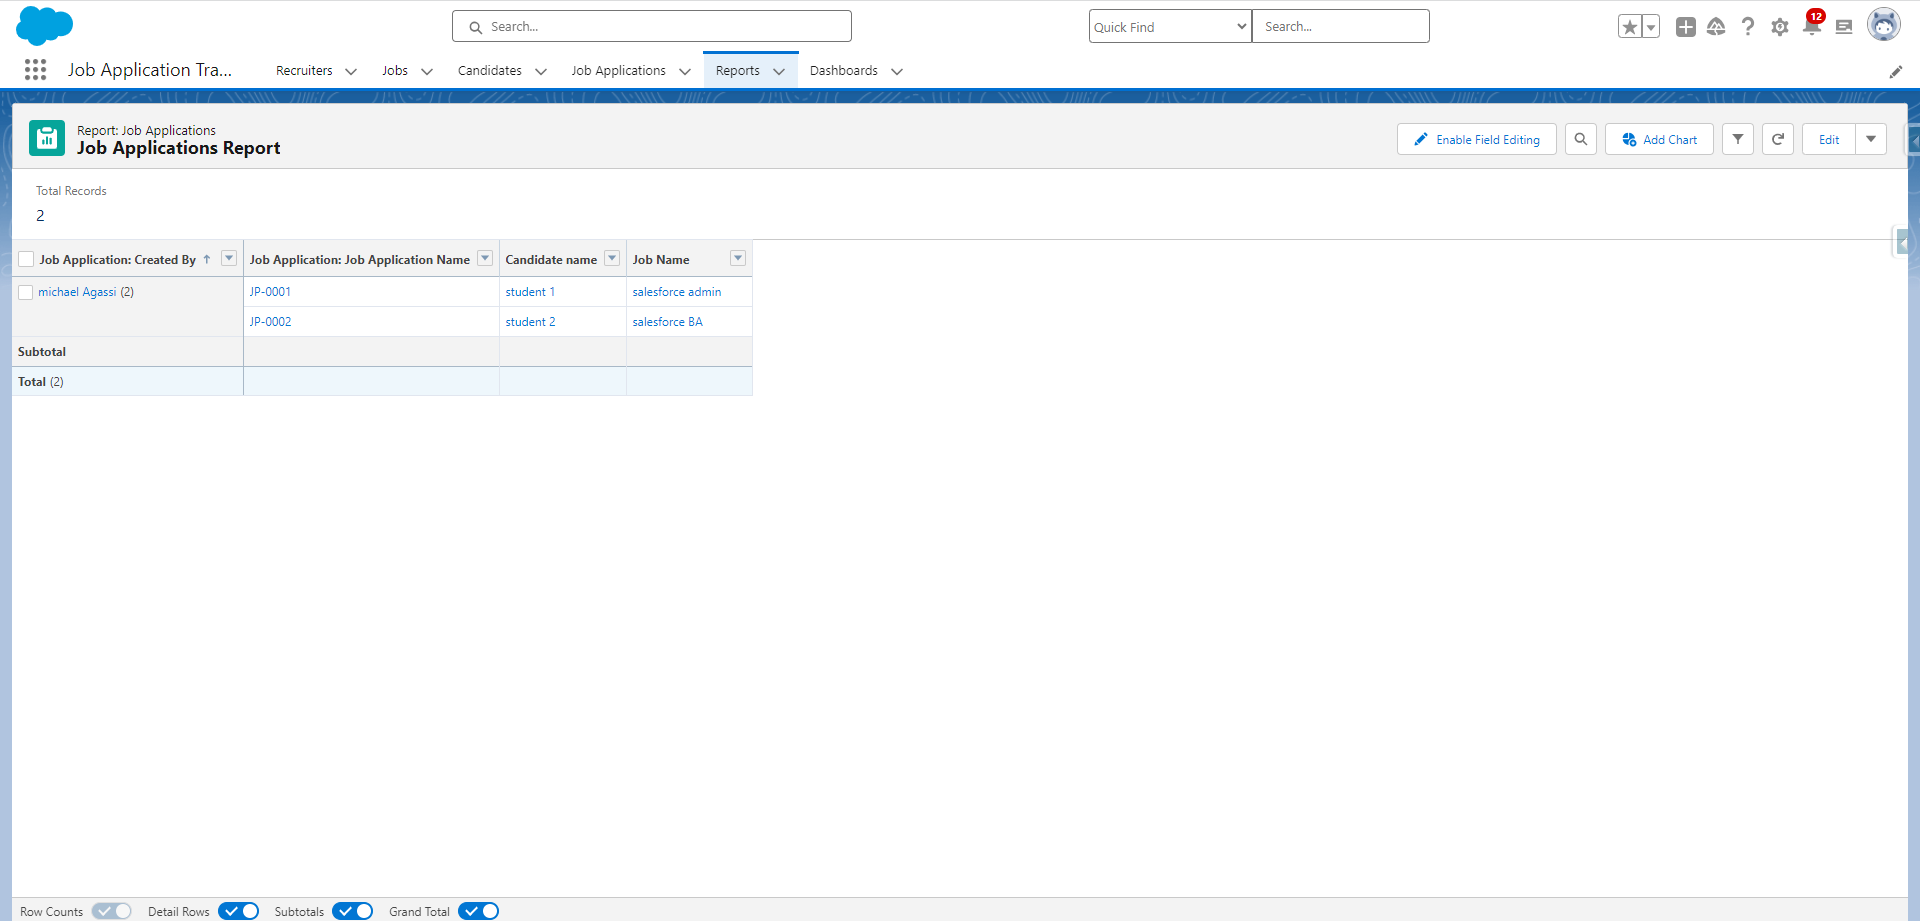 Search...
Quick Find
Search...
12
Job Application Tra...
Recruiters
Jobs
Candidates
Job Applications
Reports
Dashboards
Report: Job Applications
Job Applications Report
Enable Field Editing
Add Chart
Edit
Total Records
2
Job Application: Created By ↑
Job Application: Job Application Name
Candidate name
Job Name
michael Agassi (2)
JP-0001
student 1
salesforce admin
JP-0002
student 2
salesforce BA
Subtotal
Total (2)
Row Counts
Detail Rows
Subtotals
Grand Total